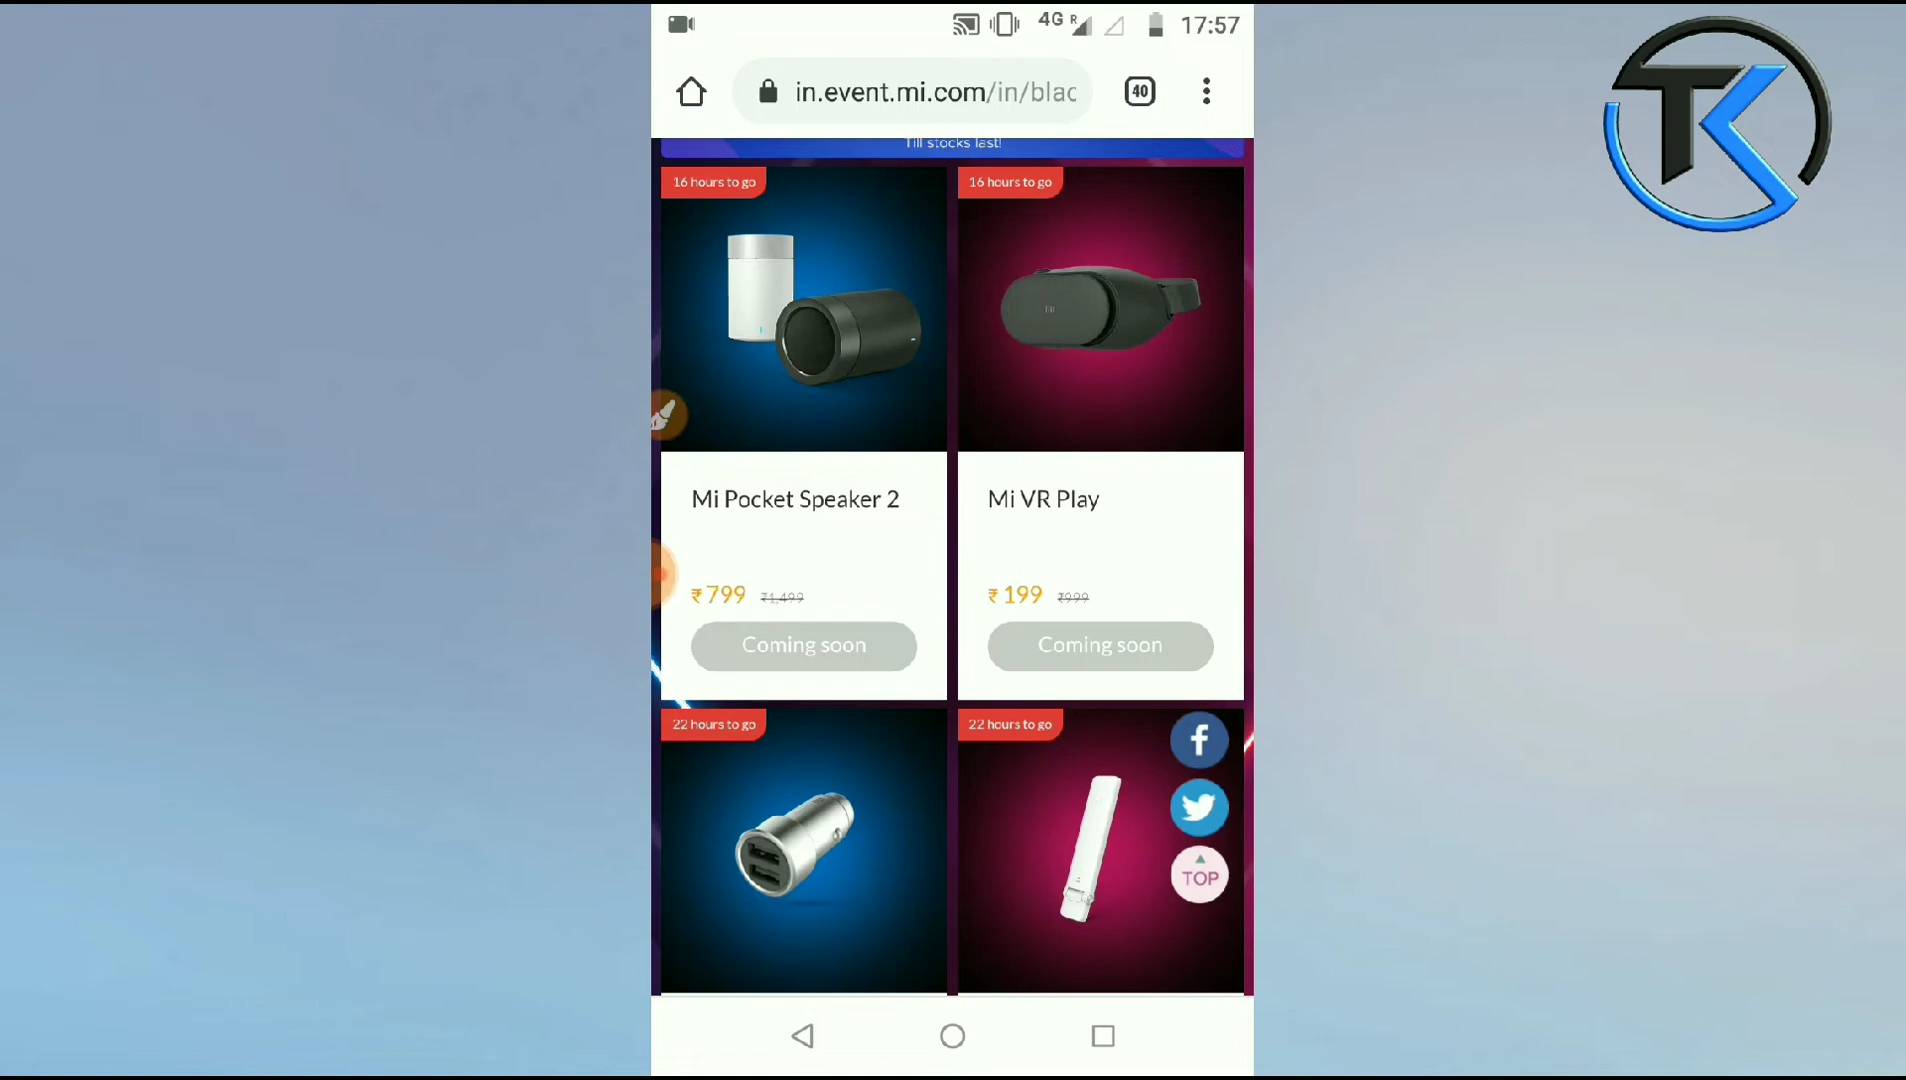 4G R 17:57
in.event.mi.com/in/blac
40
Till stocks last!
16 hours to go
16 hours to go
mi
Mi Pocket Speaker 2
Mi VR Play
₹ 799 ₹1,499
₹ 199 ₹999
Coming soon
Coming soon
22 hours to go
22 hours to go
f
TOP
TK